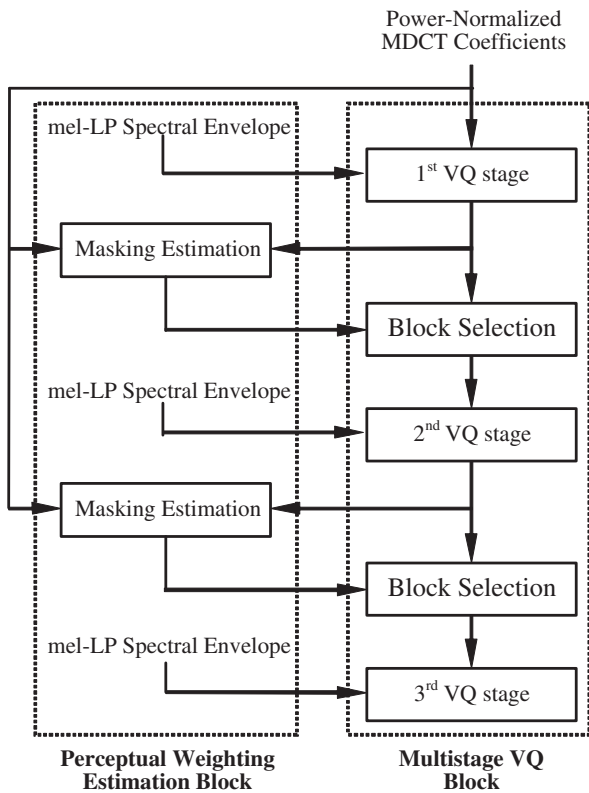 Power-Normalized
MDCT Coefficients
mel-LP Spectral Envelope
1st VQ stage
Masking Estimation
Block Selection
mel-LP Spectral Envelope
2nd VQ stage
Masking Estimation
Block Selection
mel-LP Spectral Envelope
3rd VQ stage
Perceptual Weighting
Estimation Block
Multistage VQ
Block